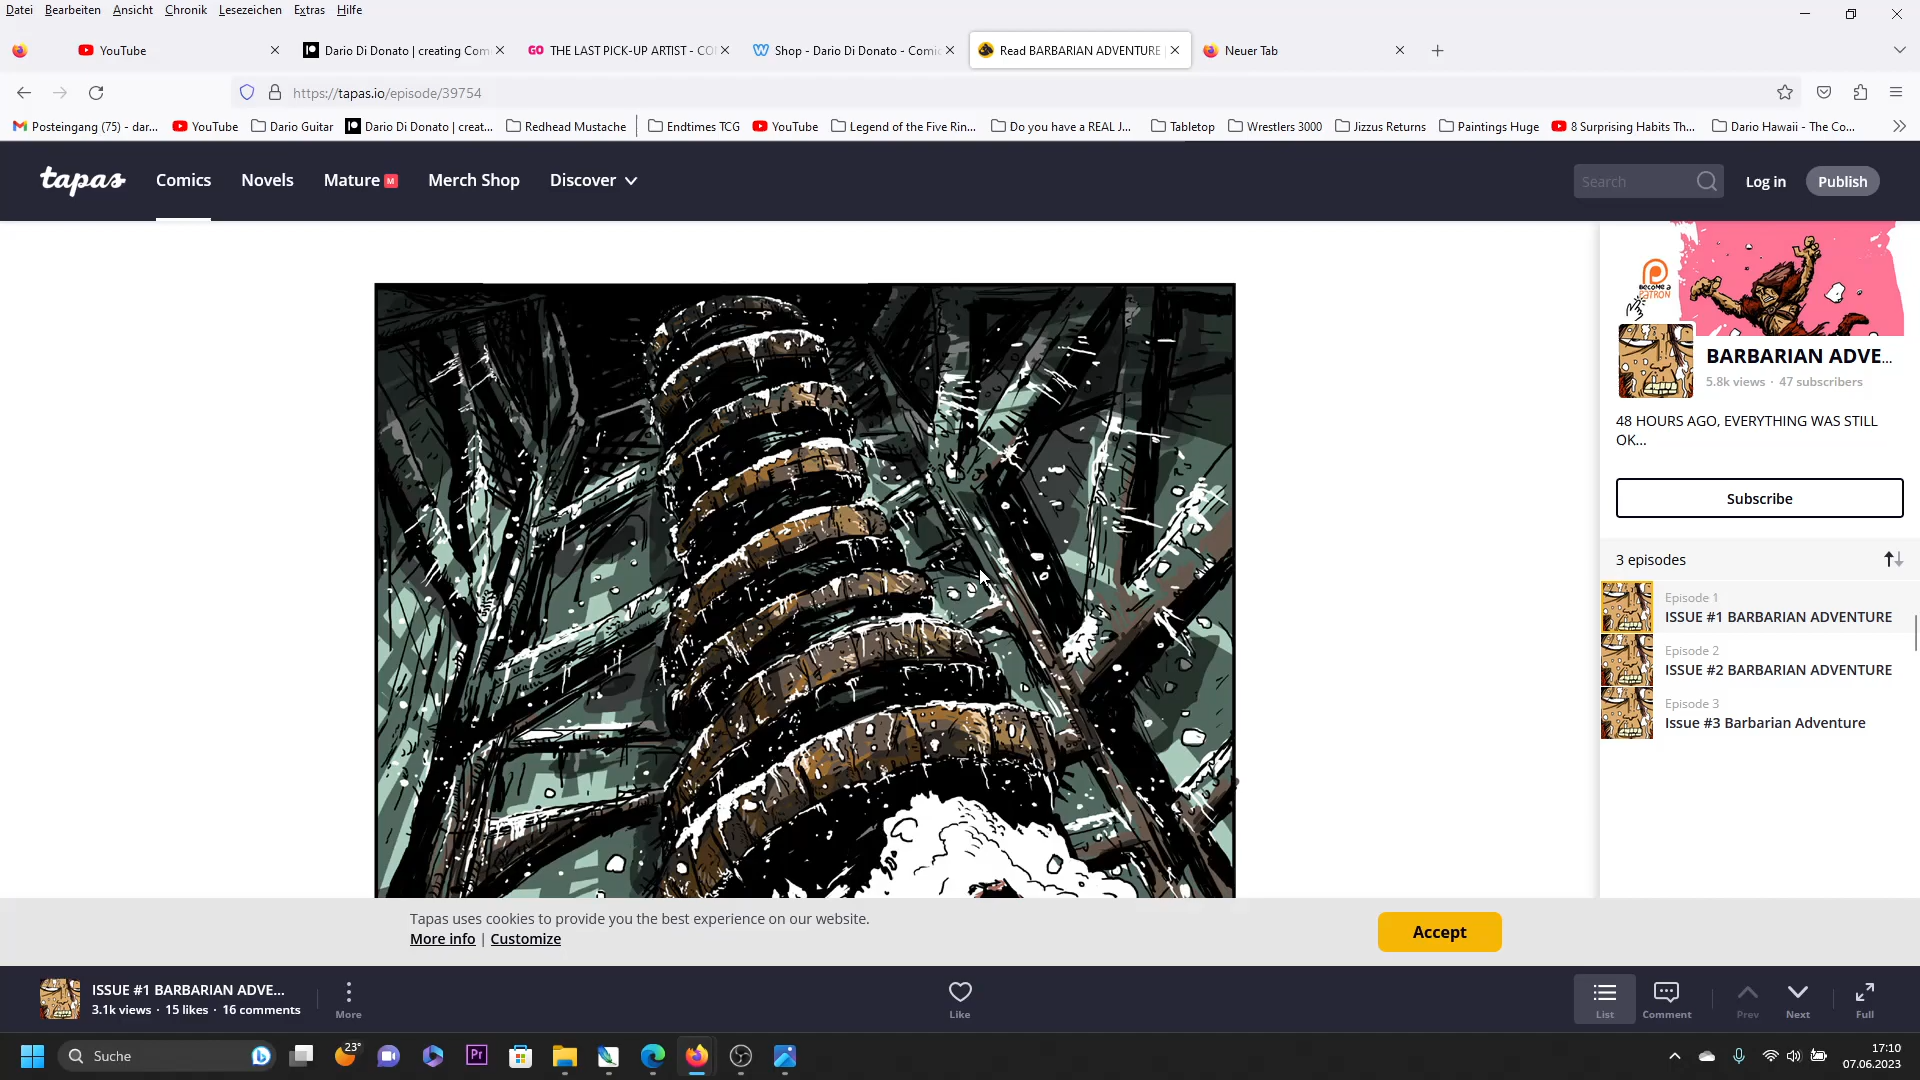 Datei Bearbeiten Ansicht Chronik Lesezeichen Extras Hilfe
YouTube
Dario Di Donato | creating Com
GO THE LAST PICK-UP ARTIST - CO
Shop - Dario Di Donato - Comic
Read BARBARIAN ADVENTURE |
Neuer Tab
https://tapas.io/episode/39754
Posteingang (75) - dar...
YouTube
Dario Guitar
Dario Di Donato | creat...
Redhead Mustache
Endtimes TCG
YouTube
Legend of the Five Rin...
Do you have a REAL J...
Tabletop
Wrestlers 3000
Jizzus Returns
Paintings Huge
8 Surprising Habits Th...
Dario Hawaii - The Co...
tapas
Comics
Novels
Mature M
Merch Shop
Discover
Search
Log in
Publish
BECOME A
PATRON
BARBARIAN ADVE...
5.8k views · 47 subscribers
48 HOURS AGO, EVERYTHING WAS STILL
OK...
Subscribe
3 episodes
Episode 1
ISSUE #1 BARBARIAN ADVENTURE
Episode 2
ISSUE #2 BARBARIAN ADVENTURE
Episode 3
Issue #3 Barbarian Adventure
Tapas uses cookies to provide you the best experience on our website.
More info | Customize
Accept
ISSUE #1 BARBARIAN ADVE...
3.1k views · 15 likes · 16 comments
More
Like
List
Comment
Prev
Next
Full
Suche
23°
Pr
17:10
07.06.2023